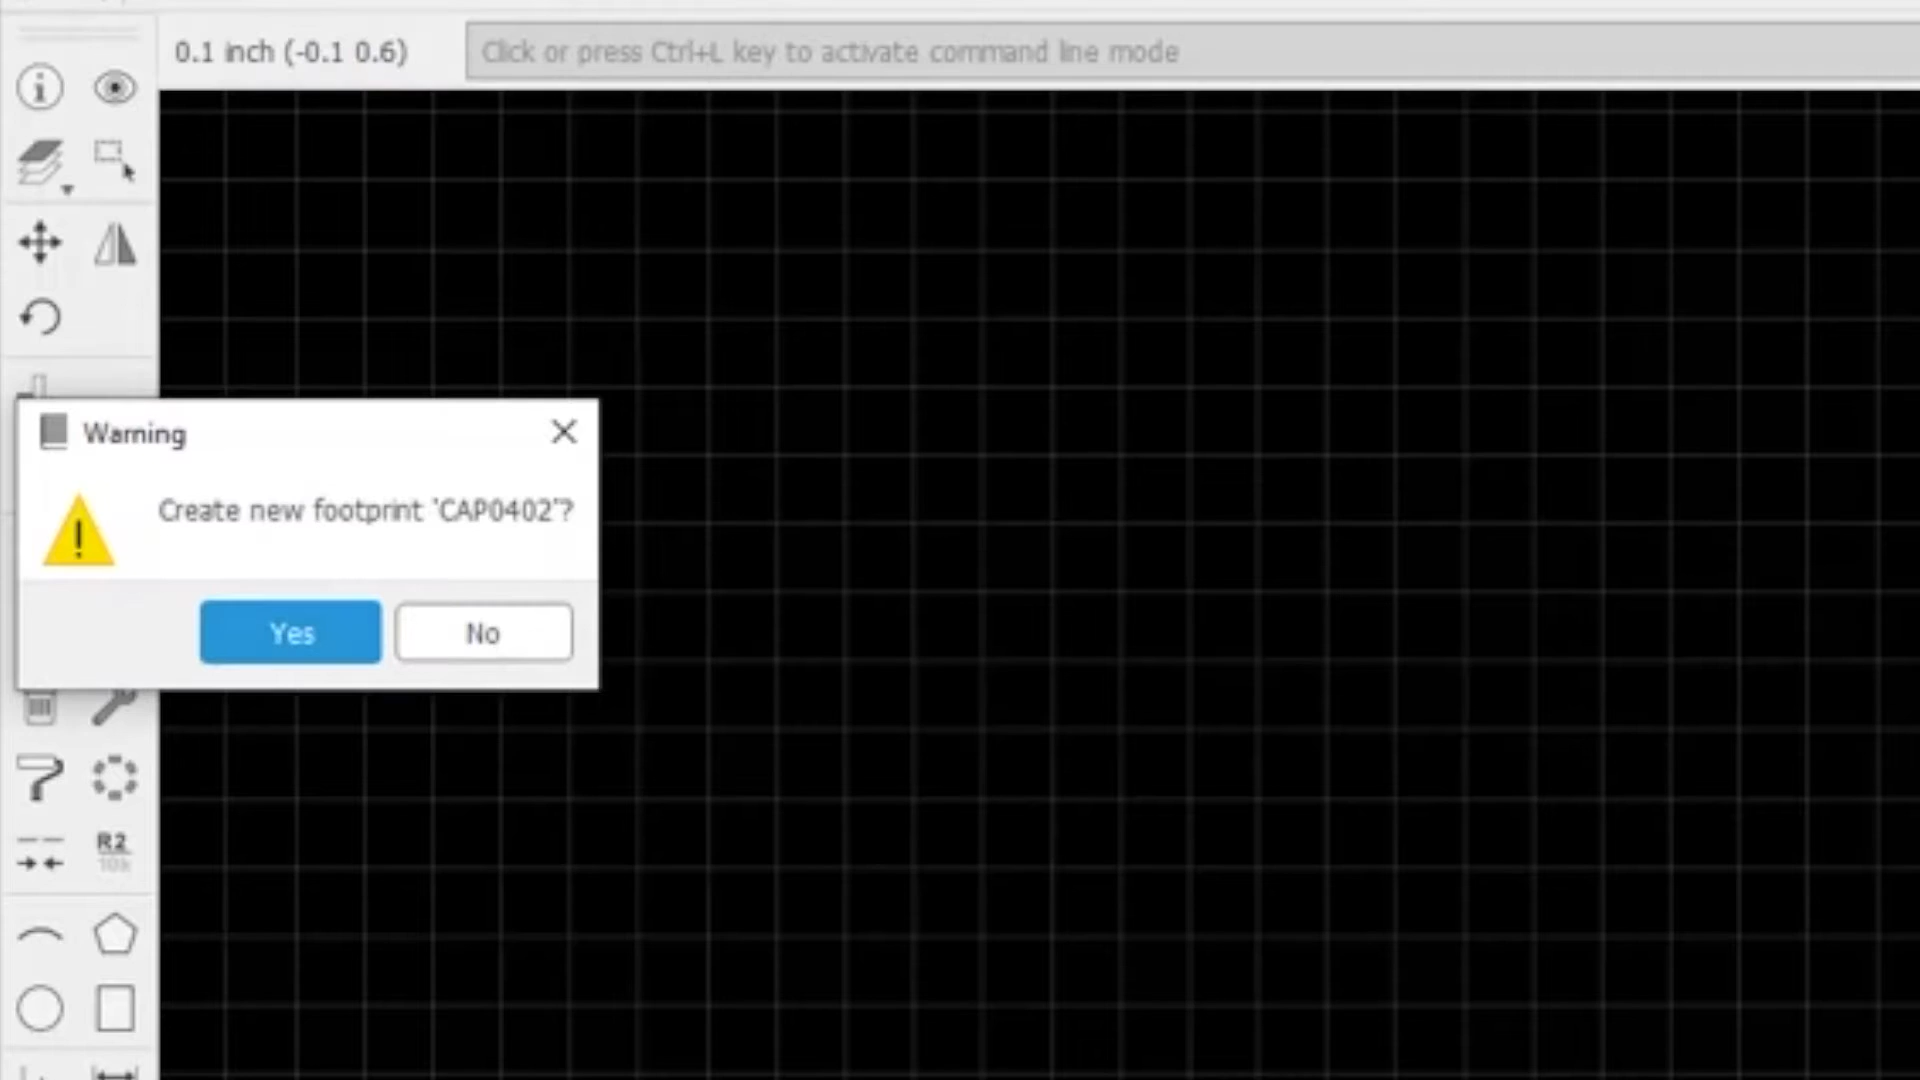 0.1 inch (-0.1 0.6)
Click or press Ctrl+L key to activate command line mode
Warning
Create new footprint 'CAP0402'?
Yes
No
R2
10k